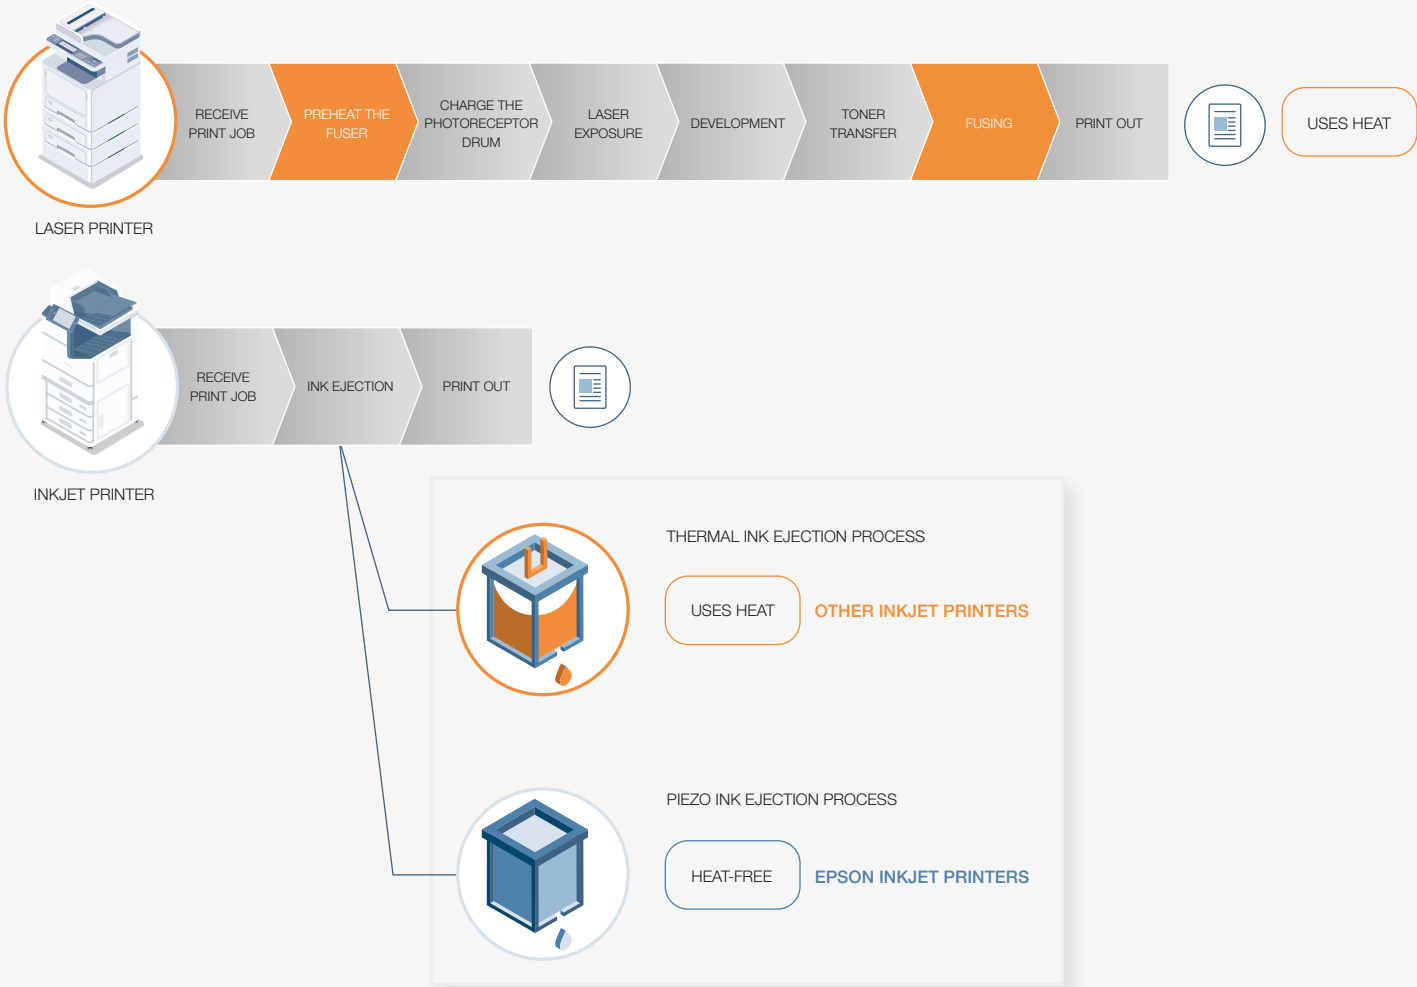 RECEIVE
PRINT JOB
PREHEAT THE
FUSER
CHARGE THE
PHOTORECEPTOR
DRUM
LASER
EXPOSURE
DEVELOPMENT
TONER
TRANSFER
FUSING
PRINT OUT
USES HEAT
LASER PRINTER
RECEIVE
PRINT JOB
INK EJECTION
PRINT OUT
INKJET PRINTER
THERMAL INK EJECTION PROCESS
USES HEAT
OTHER INKJET PRINTERS
PIEZO INK EJECTION PROCESS
HEAT-FREE
EPSON INKJET PRINTERS